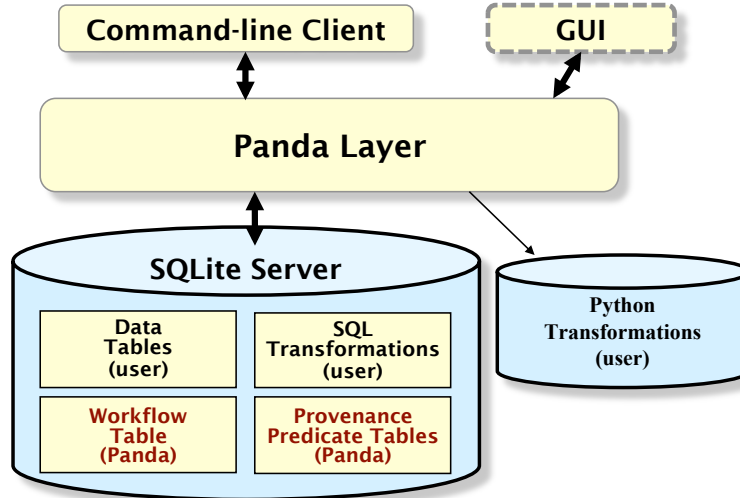 Command-line Client
GUI
Panda Layer
SQLite Server
Data
Tables
(user)
SQL
Transformations
(user)
Workflow
Table
(Panda)
Provenance
Predicate Tables
(Panda)
Python
Transformations
(user)